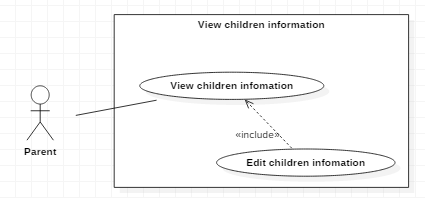 View children information
View children infomation
«include»
Edit children infomation
Parent